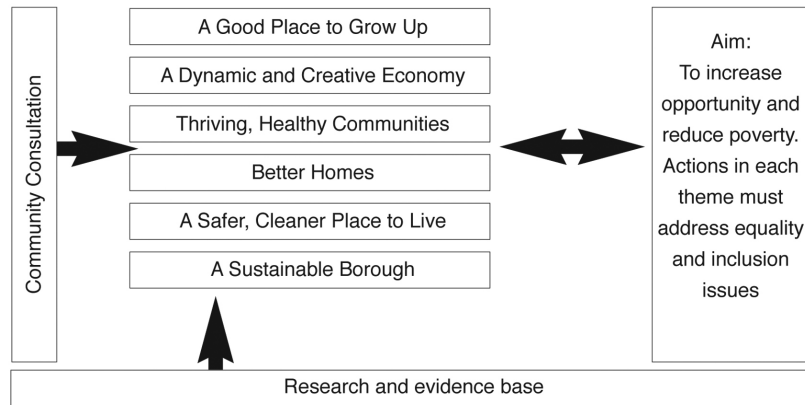 Community Consultation
A Good Place to Grow Up
A Dynamic and Creative Economy
Thriving, Healthy Communities
Better Homes
A Safer, Cleaner Place to Live
A Sustainable Borough
Aim:
To increase
opportunity and
reduce poverty.
Actions in each
theme must
address equality
and inclusion
issues
Research and evidence base